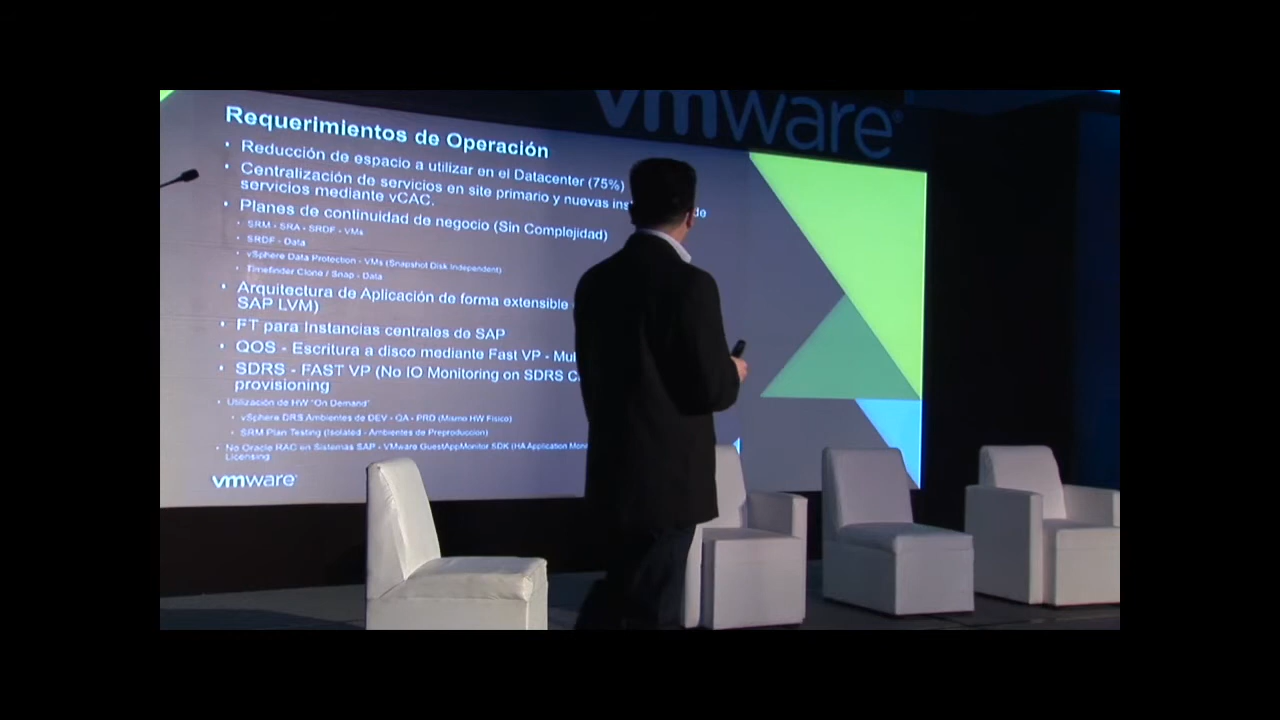 vmware®
Requerimientos de Operación
• Reducción de espacio a utilizar en el Datacenter (75%)
• Centralización de servicios en site primario y nuevas de
servicios mediante vCAC.
• Planes de continuidad de negocio (Sin Complejidad)
• SRM - SRA - SRDF - VMs
• SRDF - Data
• vSphere Data Protection - VMs (Snapshot Disk Independent)
• Timefinder Clone / Snap - Data
• Arquitectura de Aplicación de forma extensible
SAP LVM)
• FT para Instancias centrales de SAP
• QOS - Escritura a disco mediante Fast VP -
• SDRS - FAST VP (No IO Monitoring on SDRS
provisioning
• Utilización de HW "On Demand"
• vSphere DRS Ambientes de DEV - QA - PRD (Mismo HW Fisico)
• SRM Plan Testing (Isolated - Ambientes de Preproduccion)
• No Oracle RAC en Sistemas SAP - VMware GuestAppMonitor SDK (HA Application
Licensing
vmware®